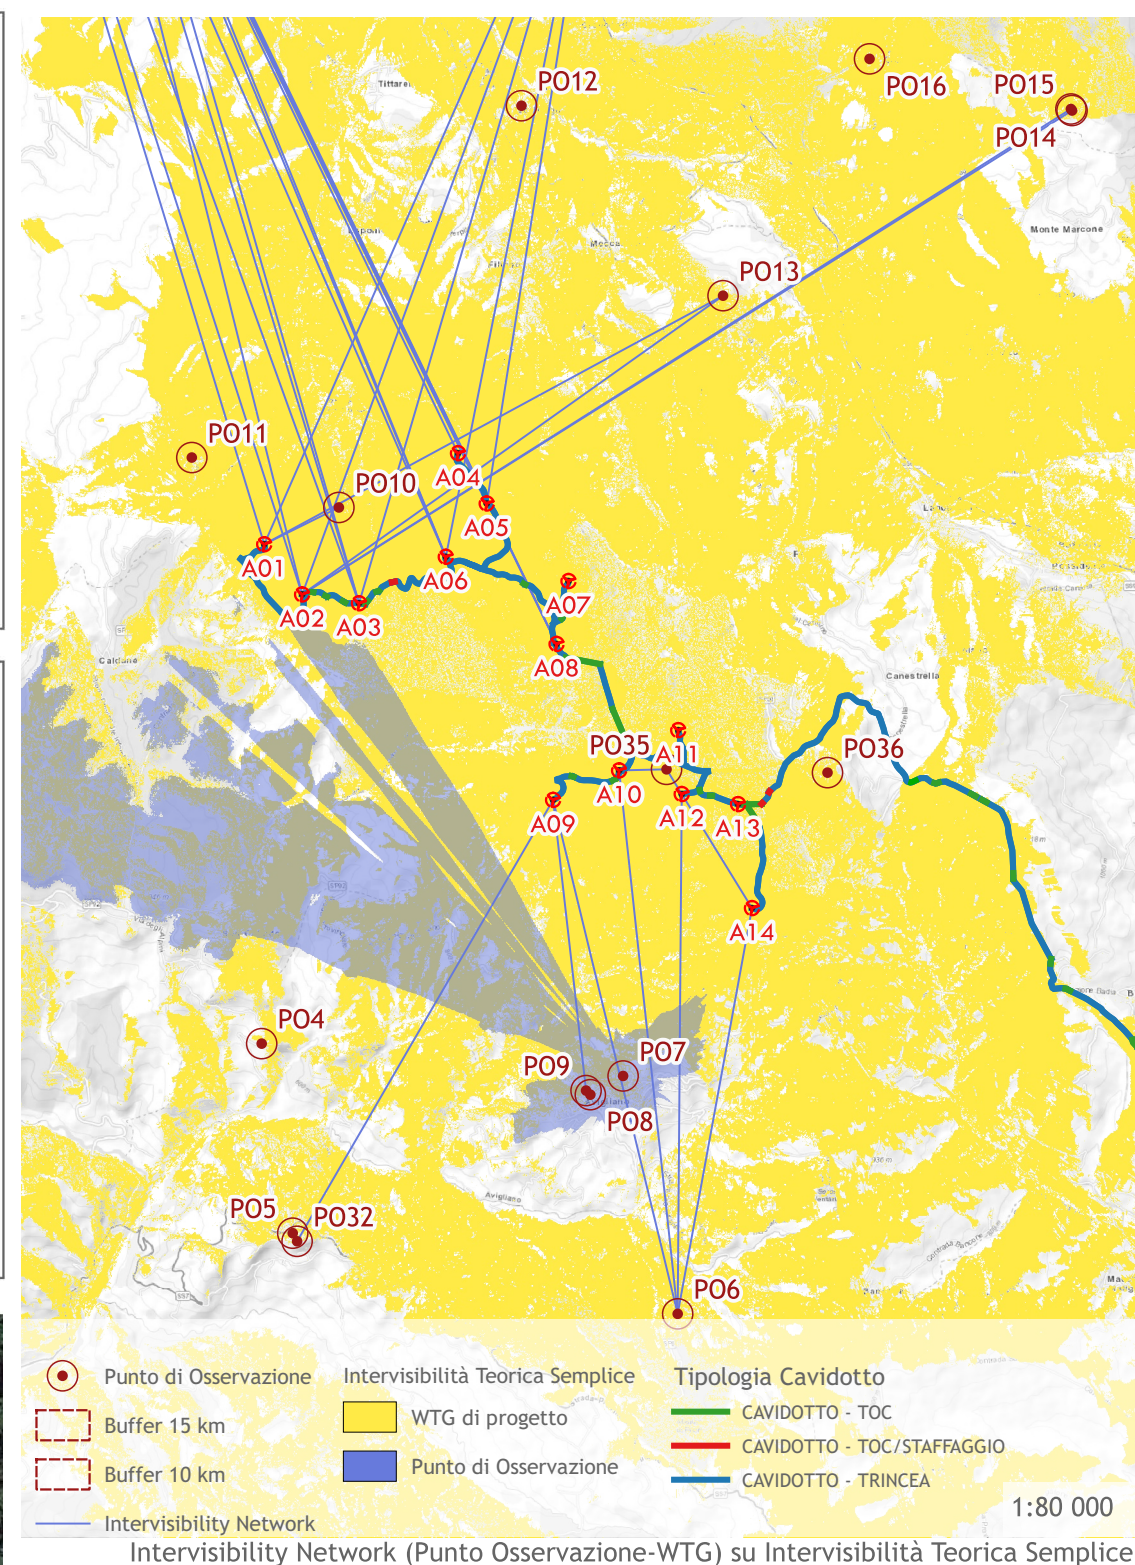 PO12
PO16
PO15
PO14
Monte Marcone
PO13
PO11
PO10
A04
A05
A01
A06
A07
A02
A03
A08
Canestrella
PO35
A11
PO36
A10
A09
A12
A13
A14
PO4
PO9
PO7
PO8
Avigliano
PO5
PO32
PO6
Punto di Osservazione
Buffer 15 km
Buffer 10 km
Intervisibility Network
Intervisibilità Teorica Semplice
WTG di progetto
Punto di Osservazione
Tipologia Cavidotto
CAVIDOTTO - TOC
CAVIDOTTO - TOC/STAFFAGGIO
CAVIDOTTO - TRINCEA
1:80 000
Intervisibility Network (Punto Osservazione-WTG) su Intervisibilità Teorica Semplice